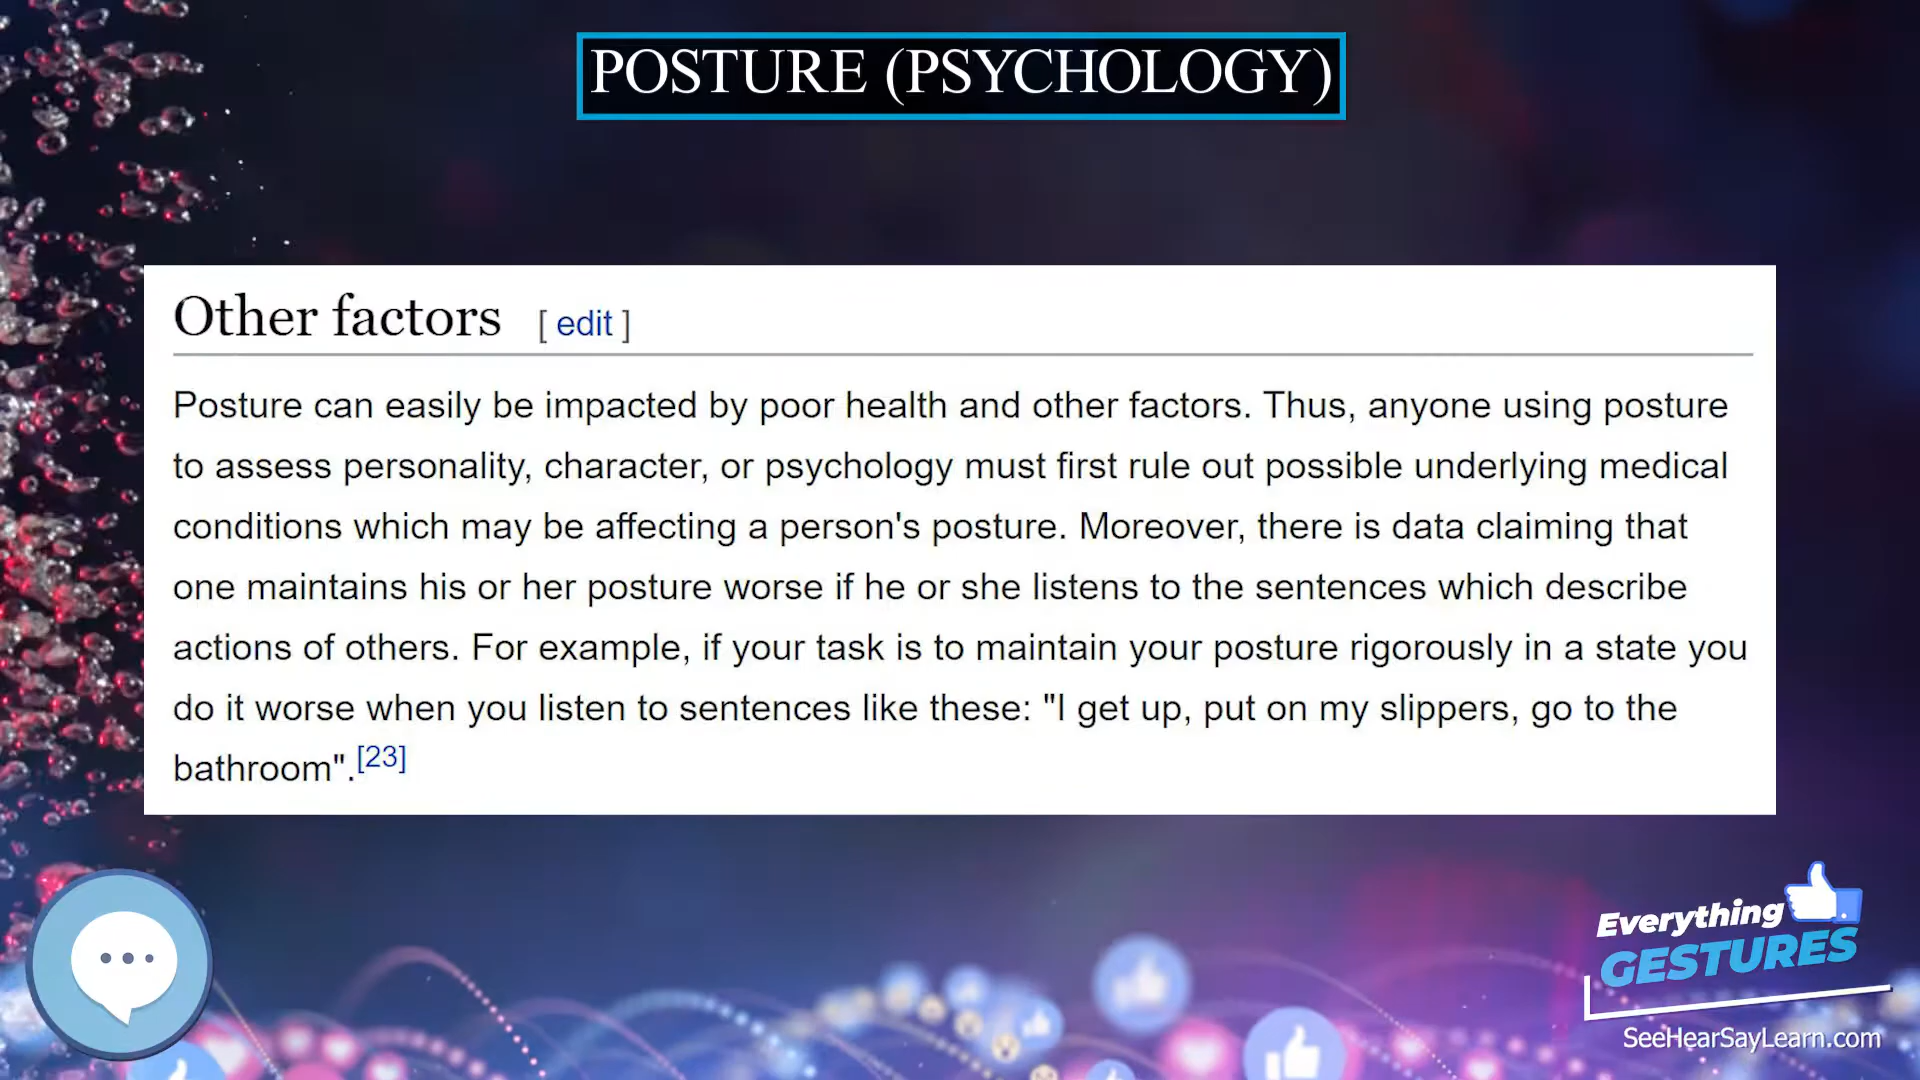 POSTURE (PSYCHOLOGY)
Other factors [ edit ]
Posture can easily be impacted by poor health and other factors. Thus, anyone using posture
to assess personality, character, or psychology must first rule out possible underlying medical
conditions which may be affecting a person's posture. Moreover, there is data claiming that
one maintains his or her posture worse if he or she listens to the sentences which describe
actions of others. For example, if your task is to maintain your posture rigorously in a state you
do it worse when you listen to sentences like these: "I get up, put on my slippers, go to the
bathroom".[23]
Everything
GESTURES
SeeHearSayLearn.com